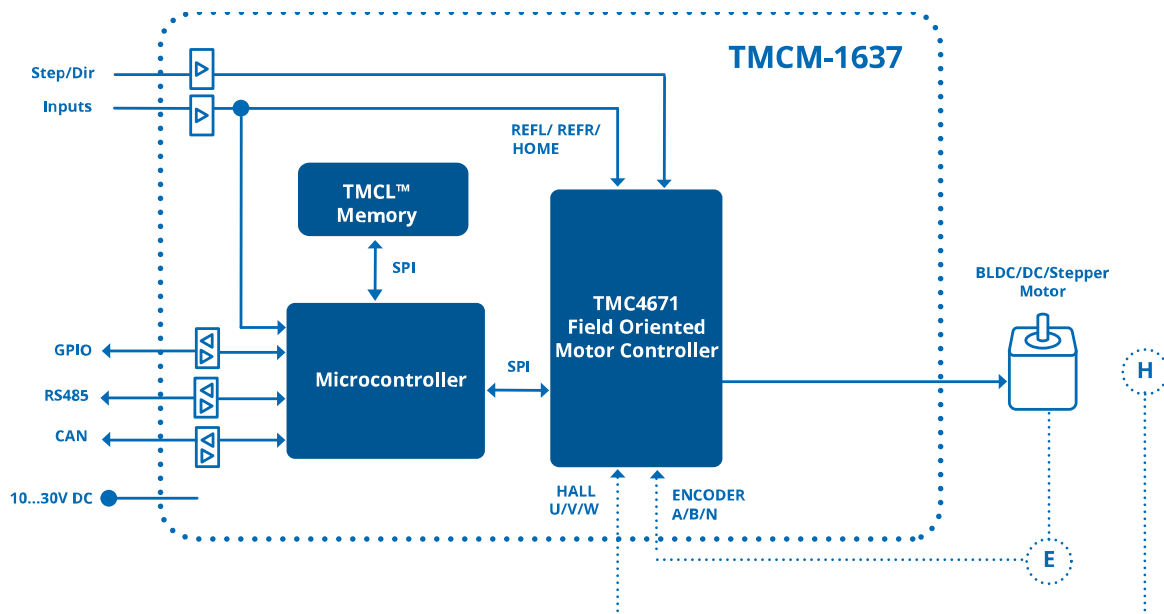 TMCM-1637
Step/Dir
Inputs
REFL/ REFR/
HOME
TMCL™
Memory
SPI
BLDC/DC/Stepper
Motor
TMC4671
Field Oriented
Motor Controller
GPIO
Microcontroller
SPI
H
RS485
CAN
10...30V DC
HALL
U/V/W
ENCODER
A/B/N
E